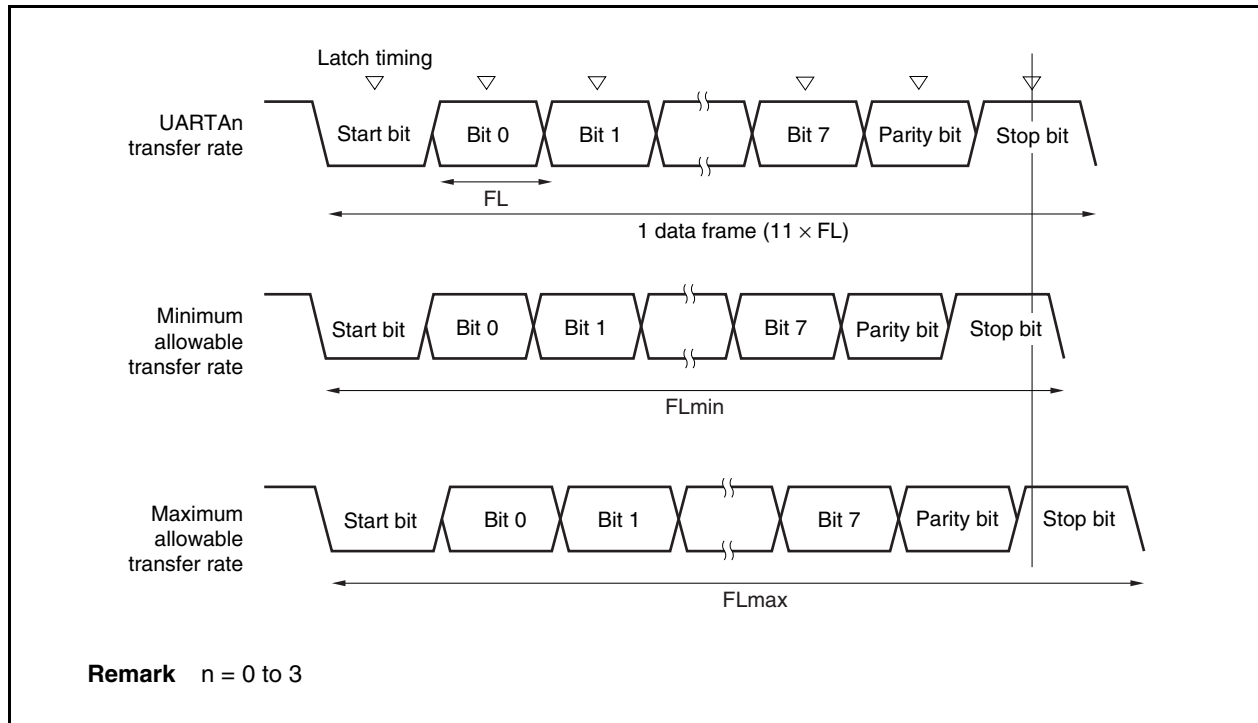 Latch timing
UARTAn
transfer rate
Start bit Bit 0 Bit 1 Bit 7 Parity bit Stop bit
FL
1 data frame (11 × FL)
Minimum
allowable
transfer rate
Start bit Bit 0 Bit 1 Bit 7 Parity bit Stop bit
FLmin
Maximum
allowable
transfer rate
Start bit Bit 0 Bit 1 Bit 7 Parity bit Stop bit
FLmax
Remark n = 0 to 3